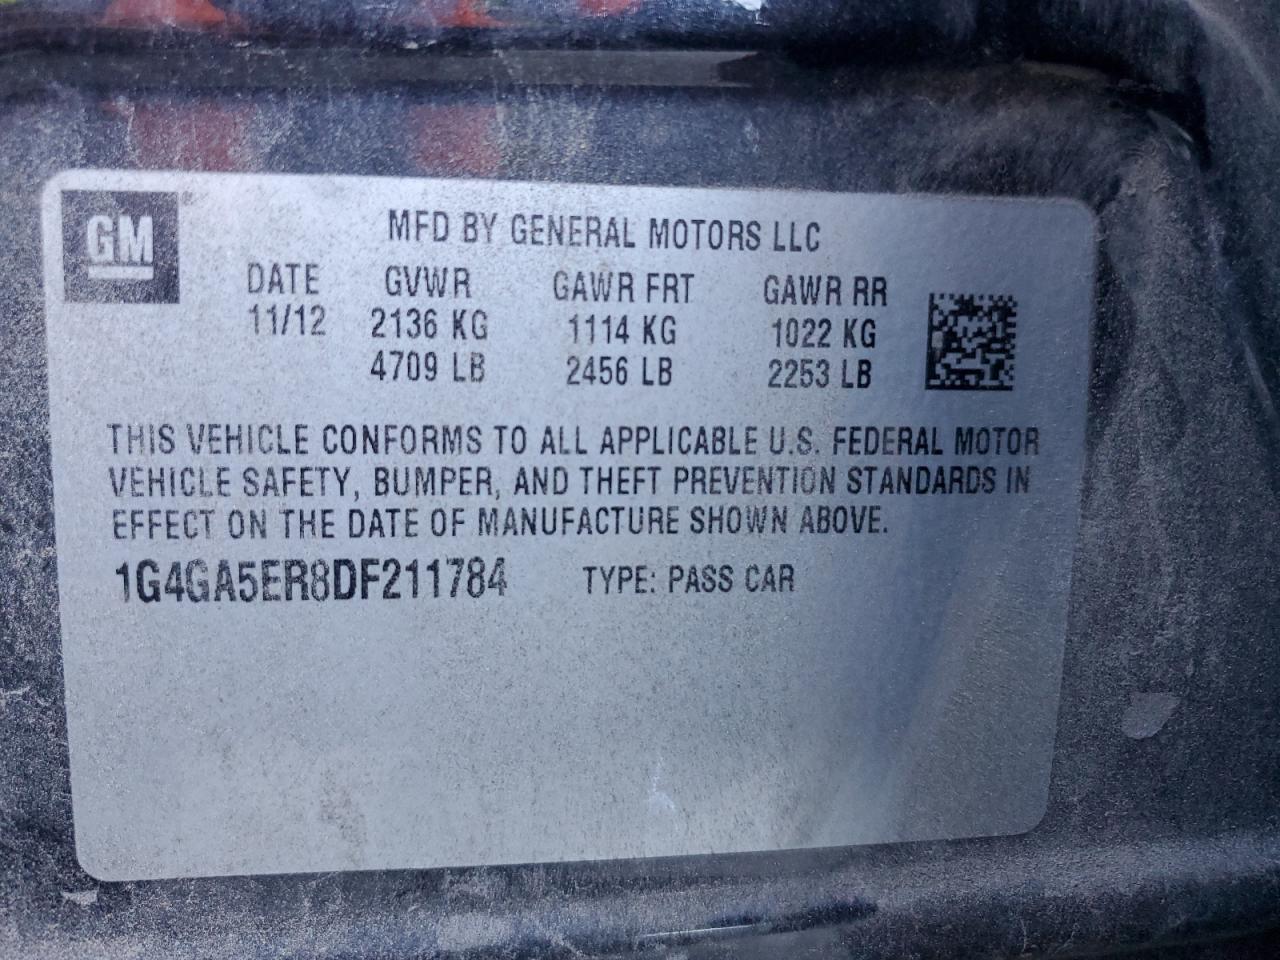 GM
MFD BY GENERAL MOTORS LLC
DATE GVWR GAWR FRT GAWR RR
11/12 2136 KG 1114 KG 1022 KG
4709 LB 2456 LB 2253 LB
THIS VEHICLE CONFORMS TO ALL APPLICABLE U.S. FEDERAL MOTOR
VEHICLE SAFETY, BUMPER, AND THEFT PREVENTION STANDARDS IN
EFFECT ON THE DATE OF MANUFACTURE SHOWN ABOVE.
1G4GA5ER8DF211784 TYPE: PASS CAR